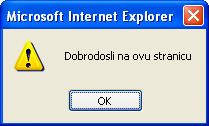 Microsoft Internet Explorer
Dobrodosli na ovu stranicu
OK